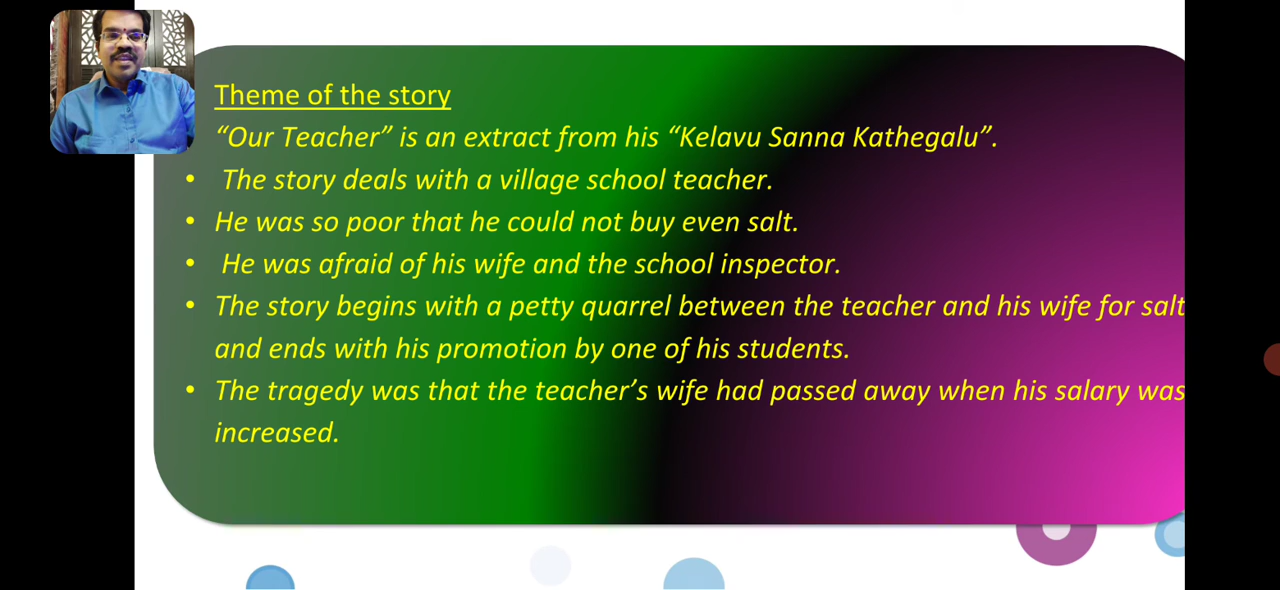 Theme of the story
“Our Teacher” is an extract from his “Kelavu Sanna Kathegalu”.
• The story deals with a village school teacher.
• He was so poor that he could not buy even salt.
• He was afraid of his wife and the school inspector.
• The story begins with a petty quarrel between the teacher and his wife for salt
and ends with his promotion by one of his students.
• The tragedy was that the teacher’s wife had passed away when his salary was
increased.